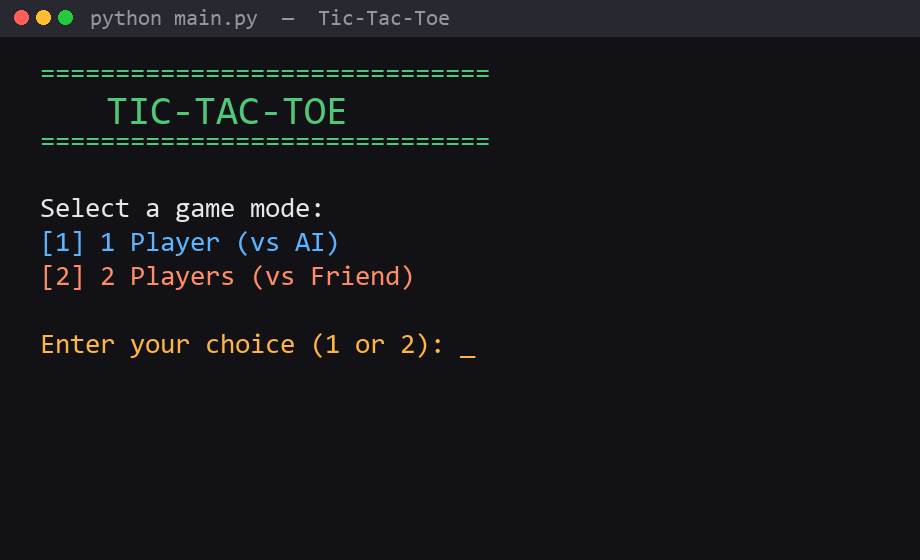 python main.py  —  Tic-Tac-Toe
==============================
TIC-TAC-TOE
==============================
Select a game mode:
[1] 1 Player (vs AI)
[2] 2 Players (vs Friend)
Enter your choice (1 or 2): _